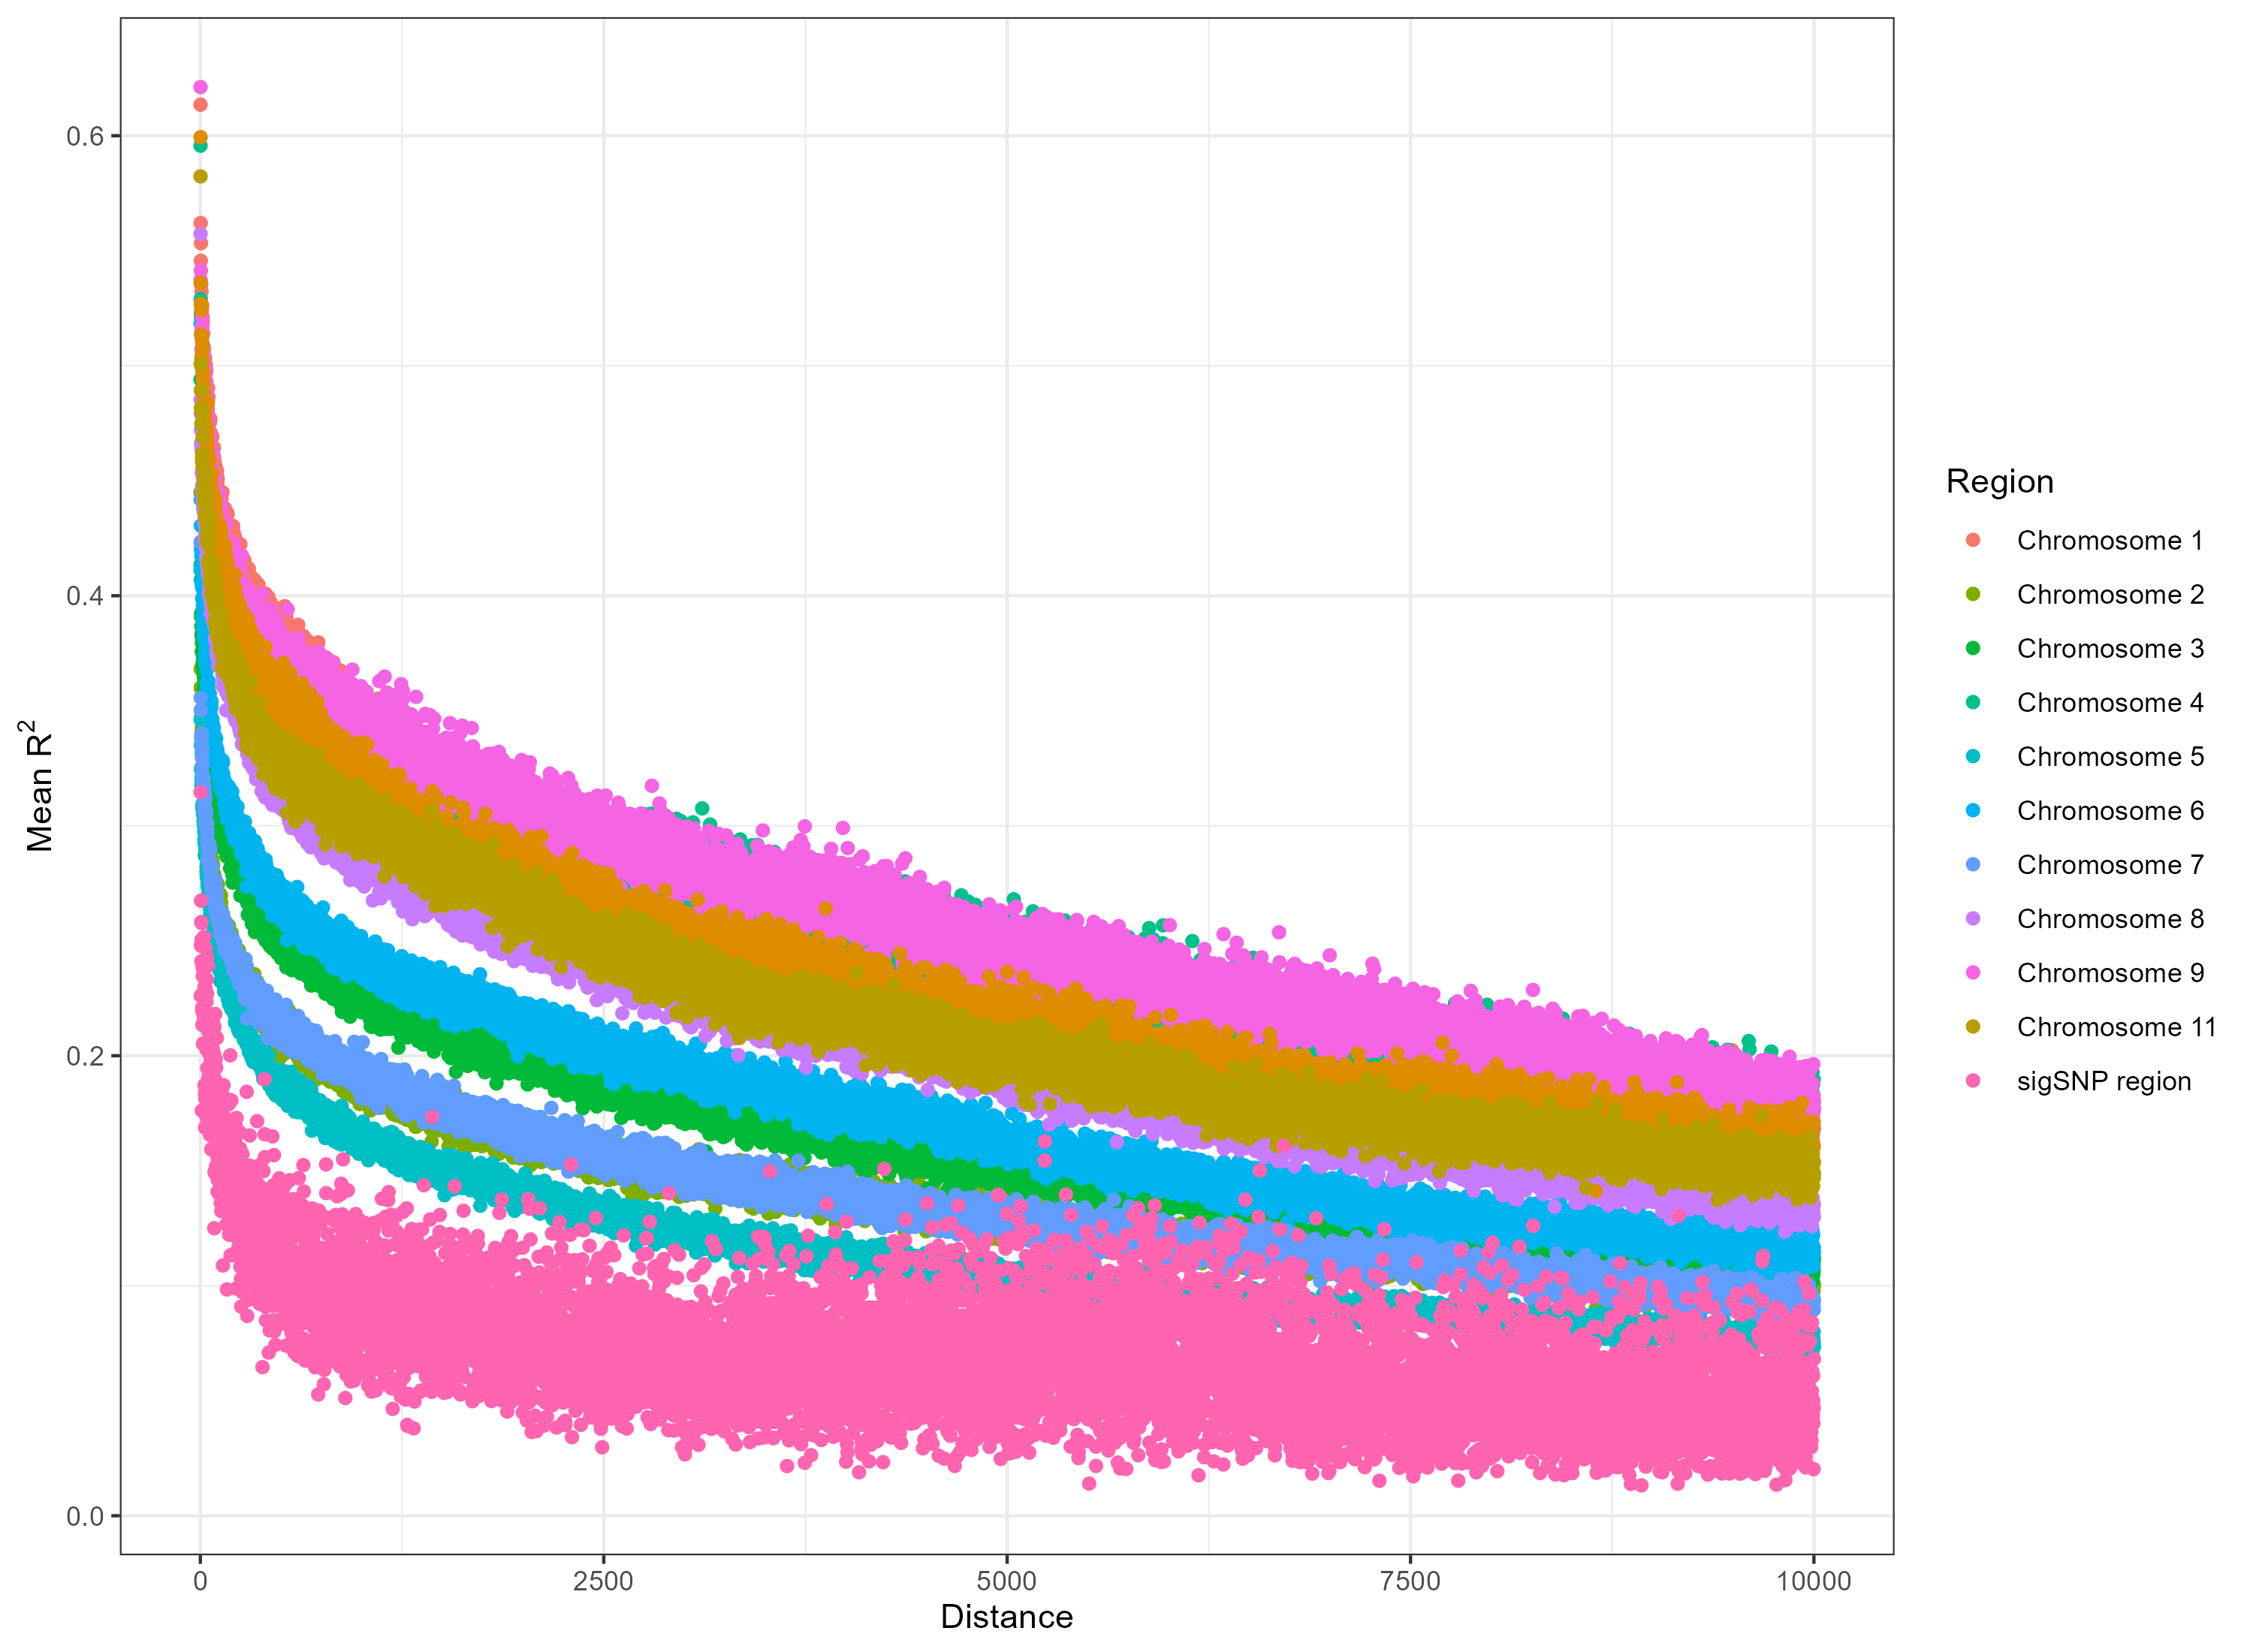 0.6
0.4
0.2
0.0
Mean R²
0
2500
5000
7500
10000
Distance
Region
Chromosome 1
Chromosome 2
Chromosome 3
Chromosome 4
Chromosome 5
Chromosome 6
Chromosome 7
Chromosome 8
Chromosome 9
Chromosome 11
sigSNP region